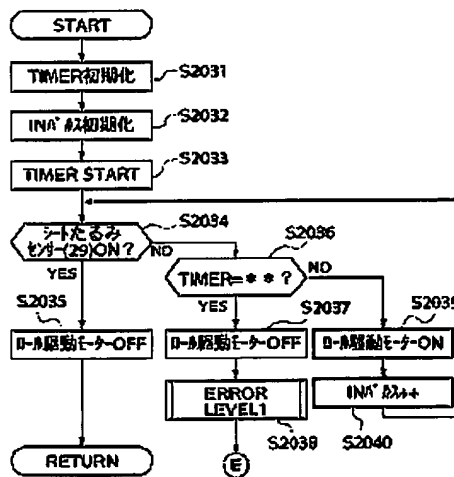 START
TIMER初期化
S2031
INパルス初期化
S2032
TIMER START
S2033
シートたるみ
センサー(29)ON?
S2034
NO
YES
TIMER=**?
S2036
NO
YES
S2035
ロール駆動モーターOFF
S2037
ロール駆動モーターOFF
S2039
ロール駆動モーターON
ERROR
LEVEL1
S2038
INパルス++
S2040
RETURN
E